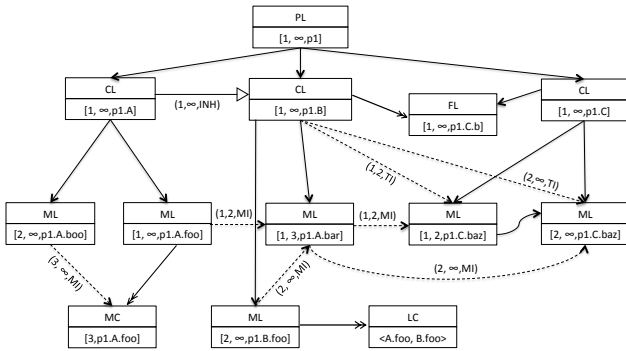 PL
[1, ∞,p1]
CL
[1, ∞,p1.A]
(1,∞,INH)
CL
[1, ∞,p1.B]
FL
[1, ∞,p1.C.b]
CL
[1, ∞,p1.C]
(1,2,TI)
(2,∞,TI)
ML
[2, ∞,p1.A.boo]
ML
[1, ∞,p1.A.foo]
(1,2,MI)
ML
[1, 3,p1.A.bar]
(1,2,MI)
ML
[1, 2,p1.C.baz]
ML
[2, ∞,p1.C.baz]
(3, ∞,MI)
(2, ∞,MI)
(2, ∞,MI)
MC
[3,p1.A.foo]
ML
[2, ∞,p1.B.foo]
LC
<A.foo, B.foo>